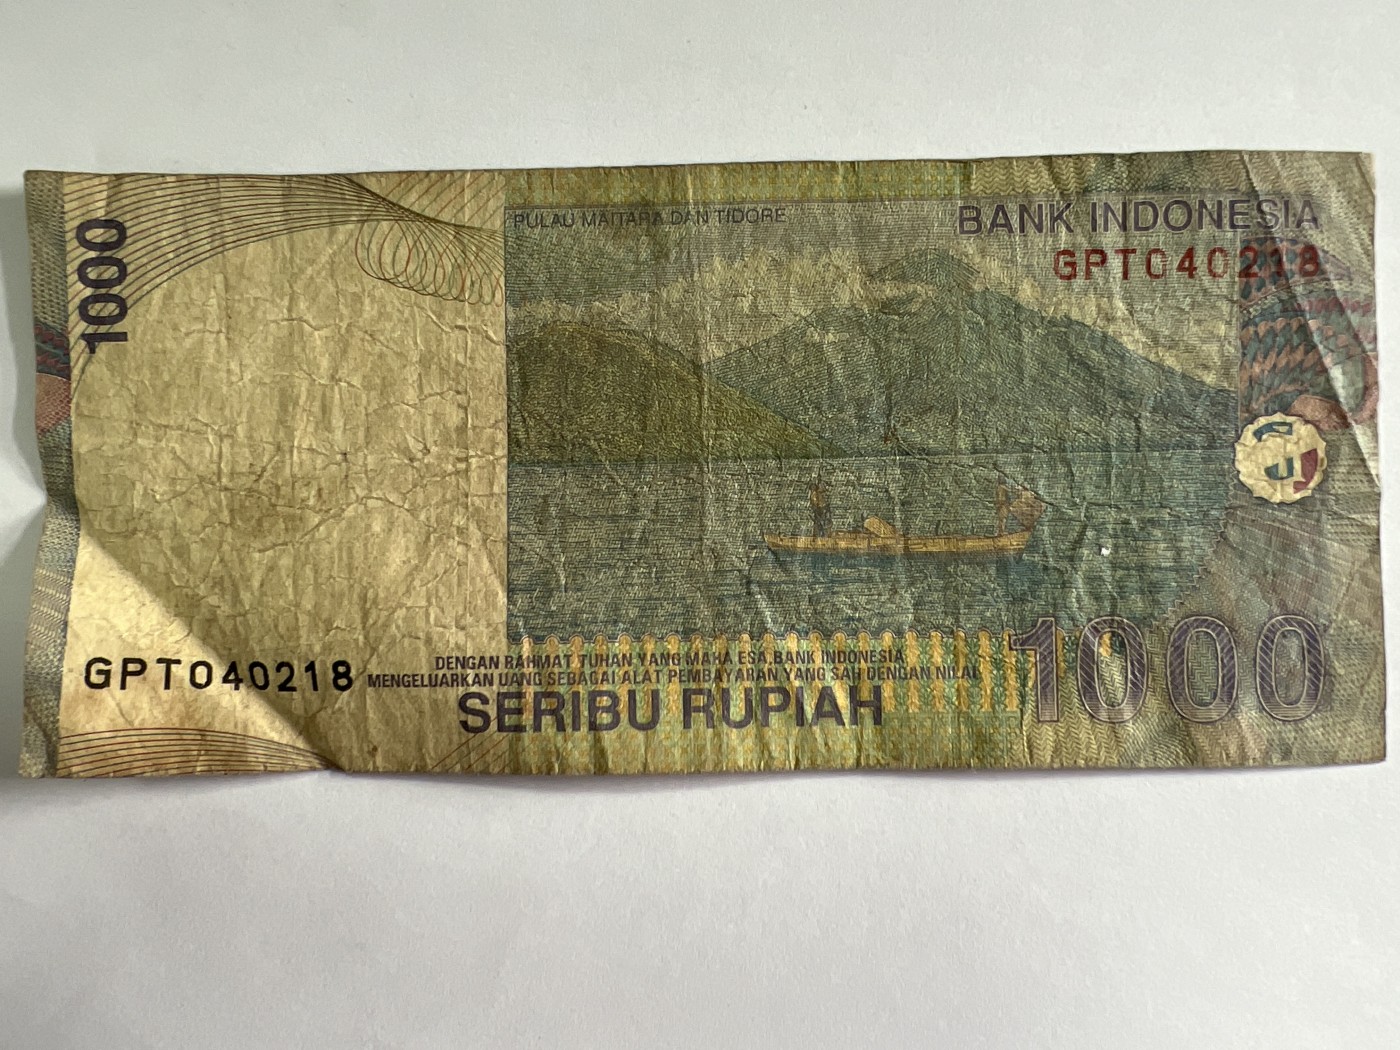 1000
PULAU MAITARA DAN TIDORE
BANK INDONESIA
GPT040218
GPT040218
DENGAN RAHMAT TUHAN YANG MAHA ESA, BANK INDONESIA
MENGELUARKAN UANG SEBAGAI ALAT PEMBAYARAN YANG SAH DENGAN NILAI
SERIBU RUPIAH
1000